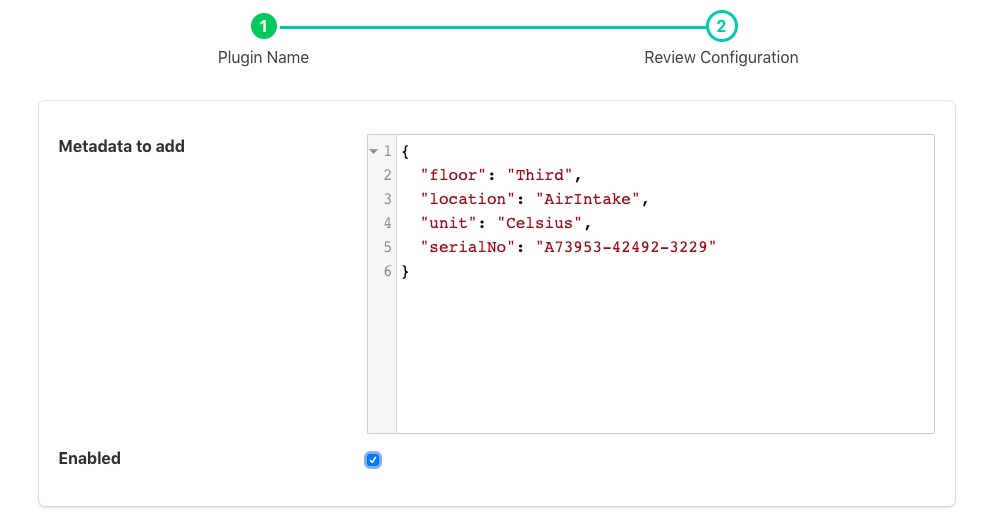 1 2
Plugin Name Review Configuration
Metadata to add
1 {
2 "floor": "Third",
3 "location": "AirIntake",
4 "unit": "Celsius",
5 "serialNo": "A73953-42492-3229"
6 }
Enabled